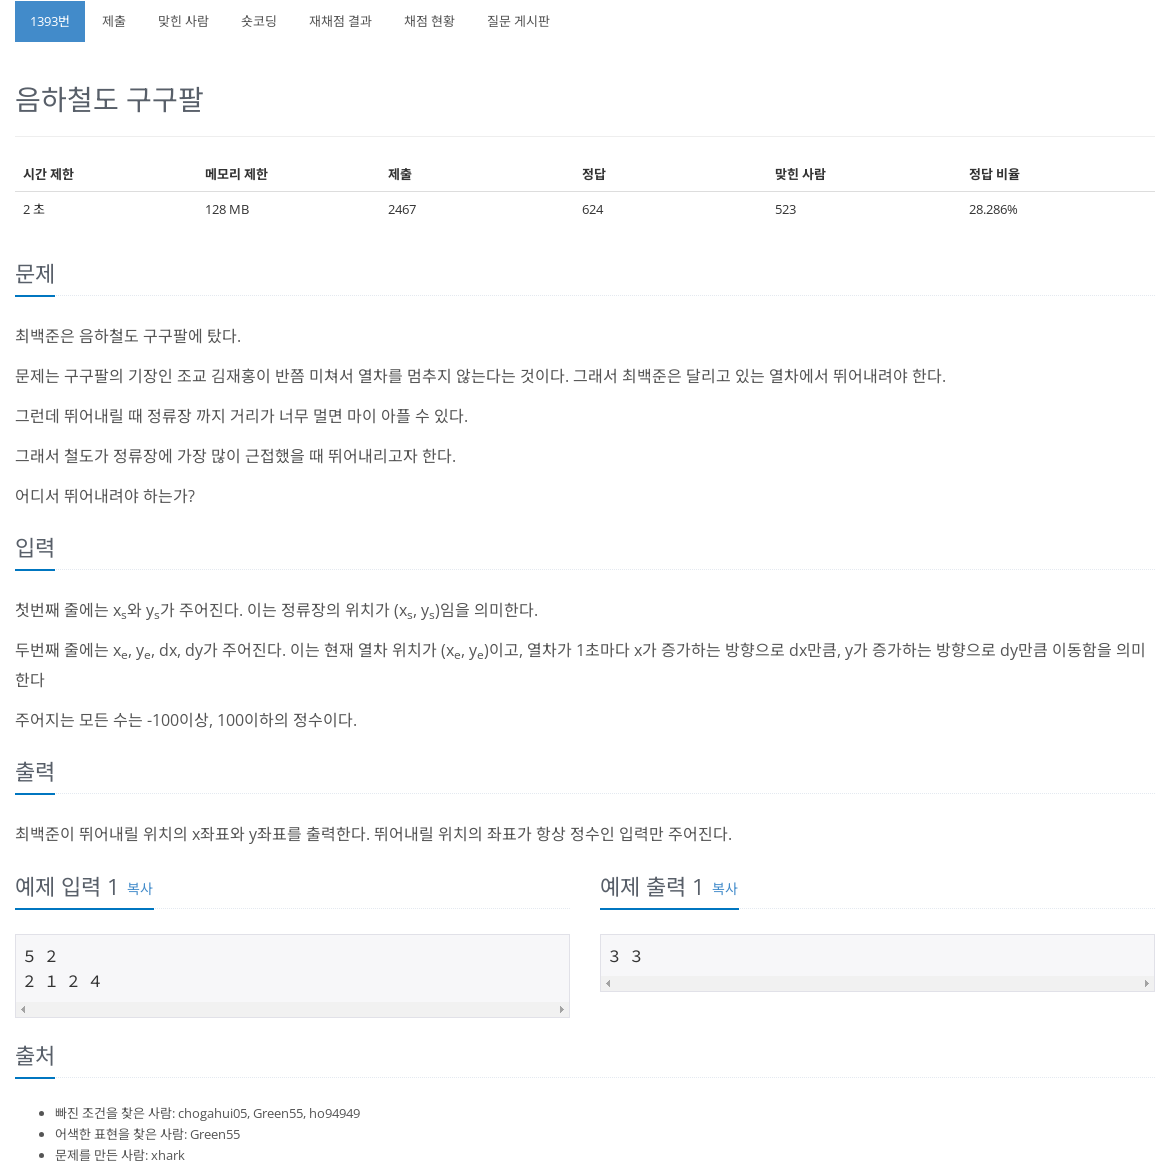 1393번 제출 맞힌 사람 숏코딩 재채점 결과 채점 현황 질문 게시판
음하철도 구구팔
시간 제한 메모리 제한 제출 정답 맞힌 사람 정답 비율
2 초 128 MB 2467 624 523 28.286%
문제
최백준은 음하철도 구구팔에 탔다.
문제는 구구팔의 기장인 조교 김재홍이 반쯤 미쳐서 열차를 멈추지 않는다는 것이다. 그래서 최백준은 달리고 있는 열차에서 뛰어내려야 한다.
그런데 뛰어내릴 때 정류장 까지 거리가 너무 멀면 마이 아플 수 있다.
그래서 철도가 정류장에 가장 많이 근접했을 때 뛰어내리고자 한다.
어디서 뛰어내려야 하는가?
입력
첫번째 줄에는 xs와 ys가 주어진다. 이는 정류장의 위치가 (xs, ys)임을 의미한다.
두번째 줄에는 xe, ye, dx, dy가 주어진다. 이는 현재 열차 위치가 (xe, ye)이고, 열차가 1초마다 x가 증가하는 방향으로 dx만큼, y가 증가하는 방향으로 dy만큼 이동함을 의미
한다
주어지는 모든 수는 -100이상, 100이하의 정수이다.
출력
최백준이 뛰어내릴 위치의 x좌표와 y좌표를 출력한다. 뛰어내릴 위치의 좌표가 항상 정수인 입력만 주어진다.
예제 입력 1 복사
5 2
2 1 2 4
예제 출력 1 복사
3 3
출처
빠진 조건을 찾은 사람: chogahui05, Green55, ho94949
어색한 표현을 찾은 사람: Green55
문제를 만든 사람: xhark